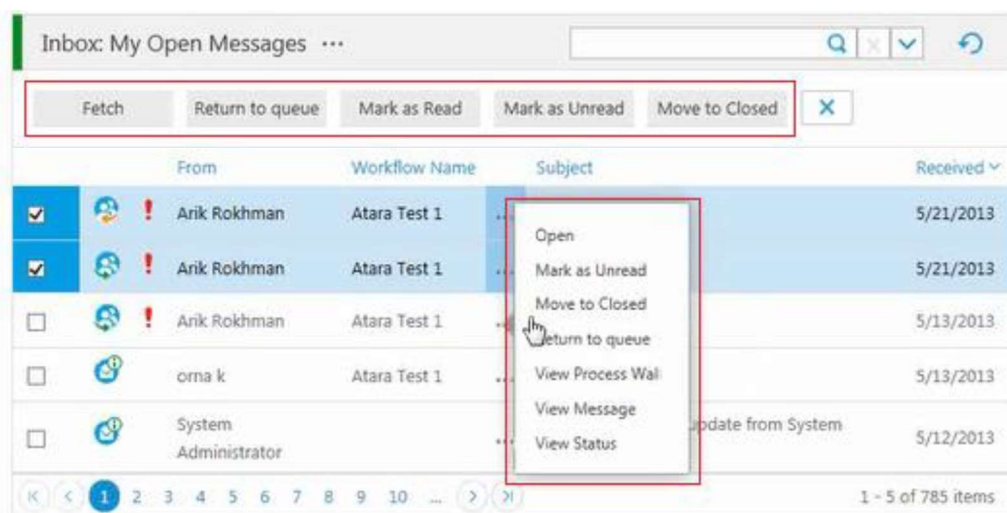 Inbox: My Open Messages ...
Fetch Return to queue Mark as Read Mark as Unread Move to Closed
From Workflow Name Subject Received
Arik Rokhman Atara Test 1 ... 5/21/2013
Arik Rokhman Atara Test 1 ... 5/21/2013
Arik Rokhman Atara Test 1 5/13/2013
orna k Atara Test 1 ... 5/13/2013
System Administrator ... update from System 5/12/2013
Open
Mark as Unread
Move to Closed
Return to queue
View Process Wal
View Message
View Status
1 2 3 4 5 6 7 8 9 10 ... 1 - 5 of 785 items